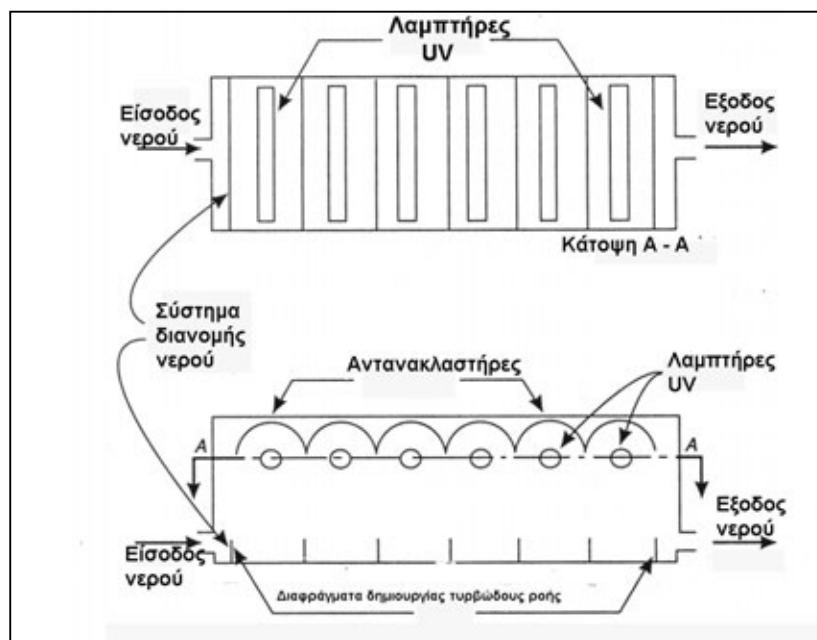 Λαμπτήρες
UV
Είσοδος
νερού
Εξοδος
νερού
Κάτοψη Α - Α
Σύστημα
διανομής
νερού
Αντανακλαστήρες
Λαμπτήρες
UV
A
A
Είσοδος
νερού
Εξοδος
νερού
Διαφράγματα δημιουργίας τυρβώδους ροής